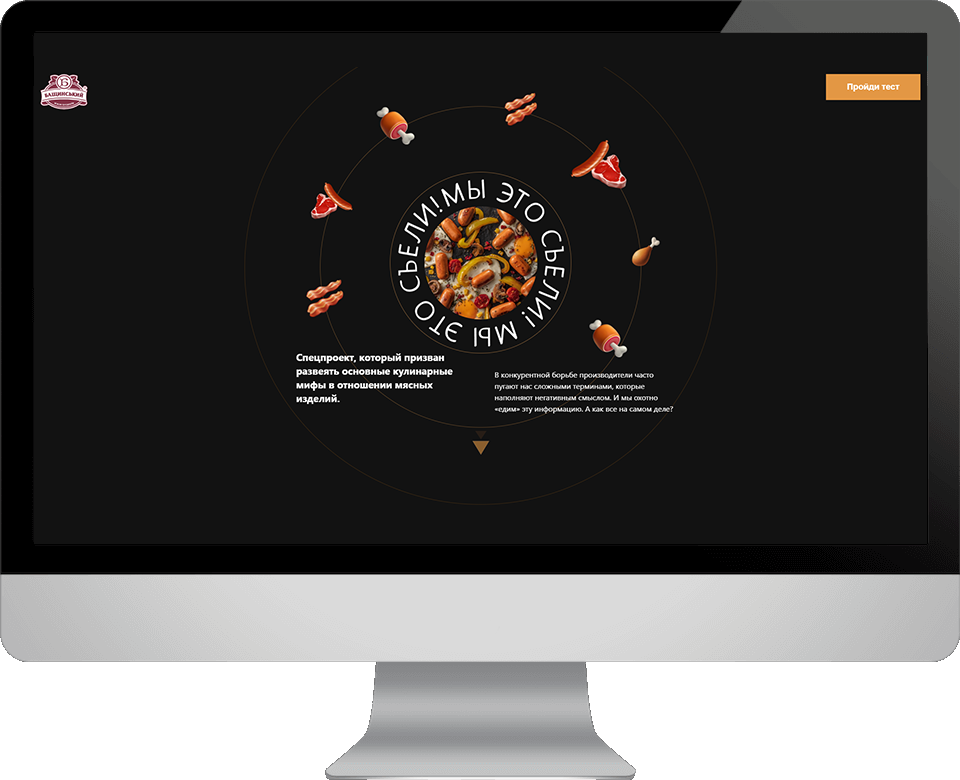 БАЩИНСЬКИЙ
Пройди тест
МЫ ЭТО СЪЕЛИ! МЫ ЭТО СЪЕЛИ!
Спецпроект, который призван
развеять основные кулинарные
мифы в отношении мясных
изделий.
В конкурентной борьбе производители часто
пугают нас сложными терминами, которые
наполняют негативным смыслом. И мы охотно
«едим» эту информацию. А как все на самом деле?